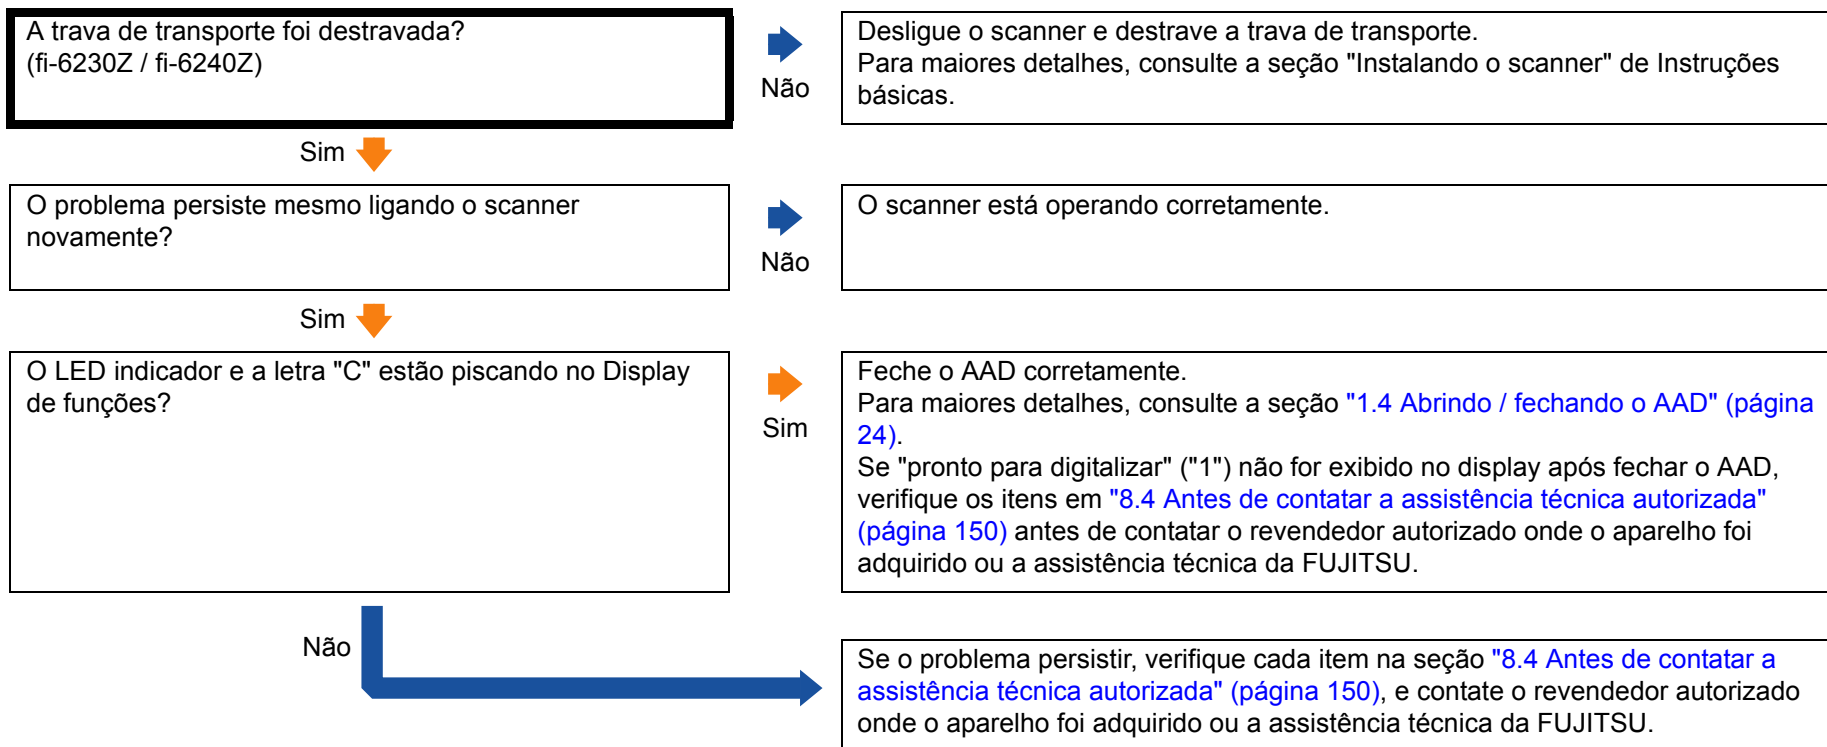 A trava de transporte foi destravada?
(fi-6230Z / fi-6240Z)
Não
Desligue o scanner e destrave a trava de transporte.
Para maiores detalhes, consulte a seção "Instalando o scanner" de Instruções
básicas.
Sim
O problema persiste mesmo ligando o scanner
novamente?
Não
O scanner está operando corretamente.
Sim
O LED indicador e a letra "C" estão piscando no Display
de funções?
Sim
Feche o AAD corretamente.
Para maiores detalhes, consulte a seção "1.4 Abrindo / fechando o AAD" (página
24).
Se "pronto para digitalizar" ("1") não for exibido no display após fechar o AAD,
verifique os itens em "8.4 Antes de contatar a assistência técnica autorizada"
(página 150) antes de contatar o revendedor autorizado onde o aparelho foi
adquirido ou a assistência técnica da FUJITSU.
Não
Se o problema persistir, verifique cada item na seção "8.4 Antes de contatar a
assistência técnica autorizada" (página 150), e contate o revendedor autorizado
onde o aparelho foi adquirido ou a assistência técnica da FUJITSU.